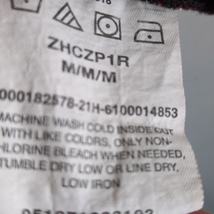 ZHCZP1R
M/M/M
000182578-21H-6100014853
MACHINE WASH COLD INSIDE OUT
WITH LIKE COLORS, ONLY NON-
CHLORINE BLEACH WHEN NEEDED,
TUMBLE DRY LOW OR LINE DRY,
LOW IRON